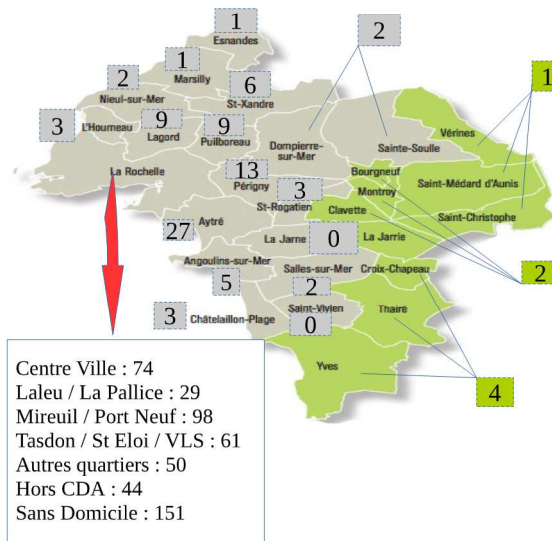 1
Esnandes
2
1
Marsilly
2
6
1
Nieul-sur-Mer
St-Xandre
3
L'Houmeau
9
Lagord
9
Puilboreau
Dompierre-
sur-Mer
Sainte-Soulle
Vérines
La Rochelle
13
Périgny
Bourgneuf
Montroy
Saint-Médard d'Aunis
3
St-Rogatien
Clavette
Saint-Christophe
27
Aytré
La Jarne
0
La Jarrie
Angoulins-sur-Mer
Salles-sur-Mer
Croix-Chapeau
2
5
2
3
Châtelaillon-Plage
Saint-Vivien
0
Thairé
Yves
4
Centre Ville : 74
Laleu / La Pallice : 29
Mireuil / Port Neuf : 98
Tasdon / St Eloi / VLS : 61
Autres quartiers : 50
Hors CDA : 44
Sans Domicile : 151